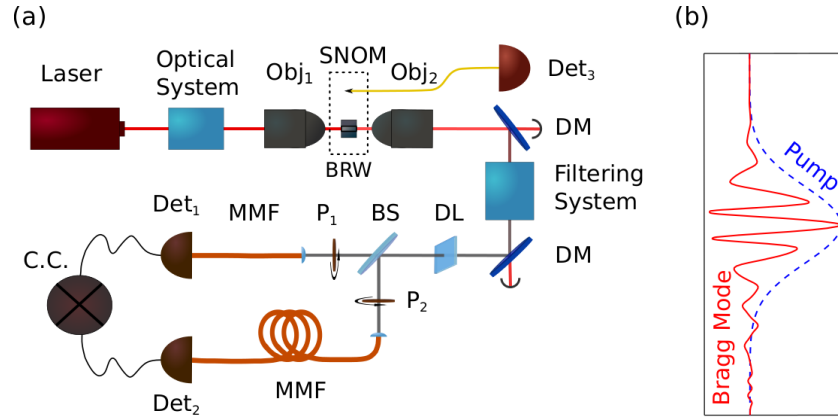 (a)
(b)
Laser
Optical
System
Obj₁
SNOM
Obj₂
Det₃
DM
BRW
Filtering
System
Det₁
MMF
P₁
BS
DL
DM
C.C.
P₂
MMF
Det₂
Pump
Bragg Mode